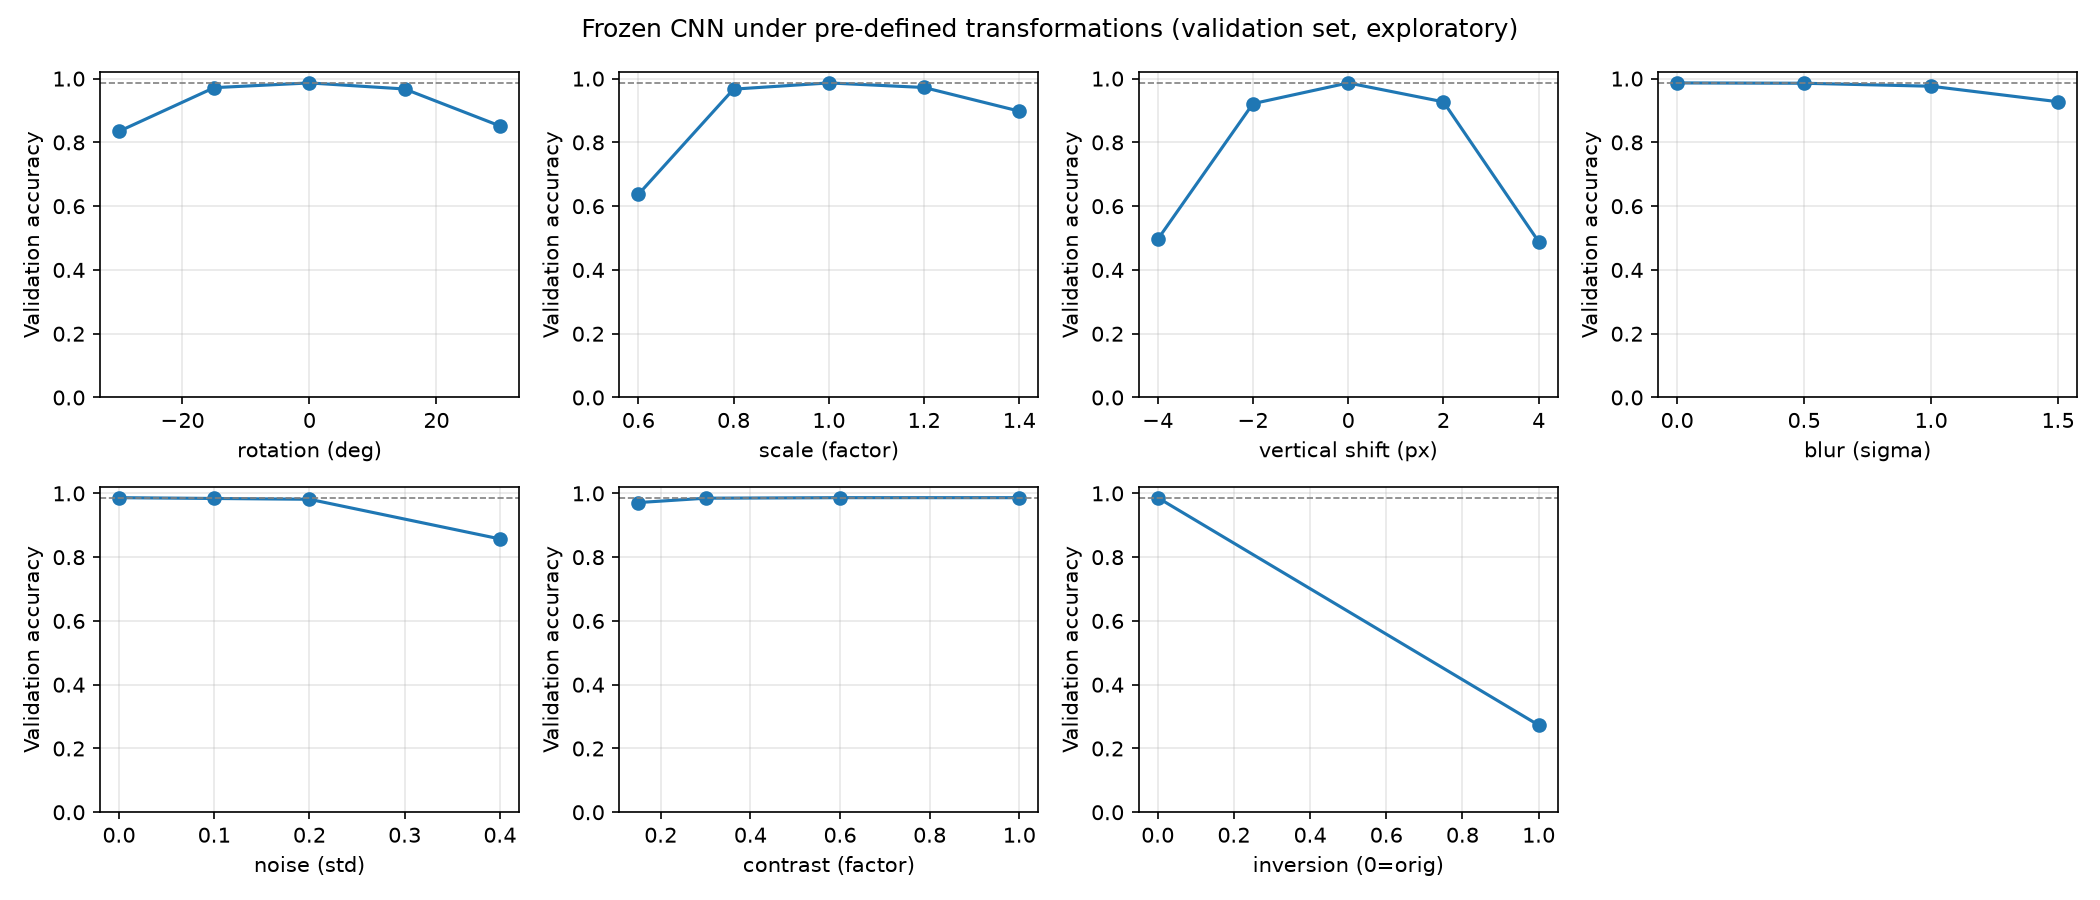 Frozen CNN under pre-defined transformations (validation set, exploratory)
Validation accuracy
1.0
0.8
0.6
0.4
0.2
0.0
−20 0 20
rotation (deg)
Validation accuracy
1.0
0.8
0.6
0.4
0.2
0.0
0.6 0.8 1.0 1.2 1.4
scale (factor)
Validation accuracy
1.0
0.8
0.6
0.4
0.2
0.0
−4 −2 0 2 4
vertical shift (px)
Validation accuracy
1.0
0.8
0.6
0.4
0.2
0.0
0.0 0.5 1.0 1.5
blur (sigma)
Validation accuracy
1.0
0.8
0.6
0.4
0.2
0.0
0.0 0.1 0.2 0.3 0.4
noise (std)
Validation accuracy
1.0
0.8
0.6
0.4
0.2
0.0
0.2 0.4 0.6 0.8 1.0
contrast (factor)
Validation accuracy
1.0
0.8
0.6
0.4
0.2
0.0
0.0 0.2 0.4 0.6 0.8 1.0
inversion (0=orig)